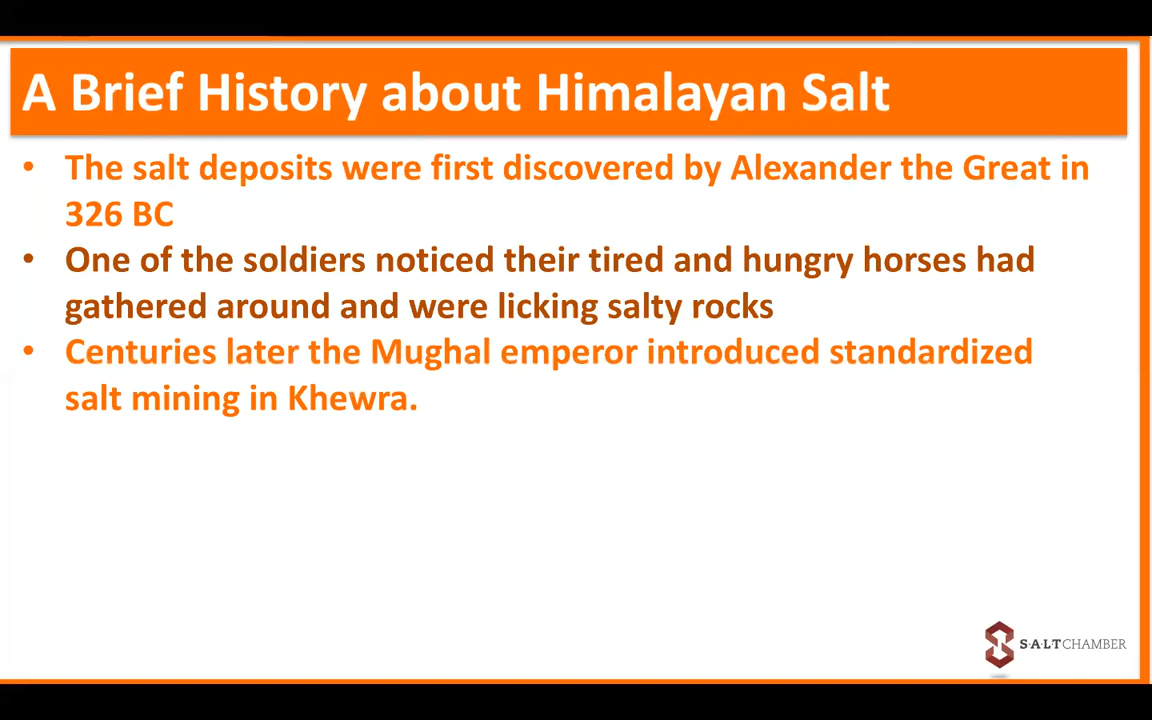 A Brief History about Himalayan Salt
• The salt deposits were first discovered by Alexander the Great in
326 BC
• One of the soldiers noticed their tired and hungry horses had
gathered around and were licking salty rocks
• Centuries later the Mughal emperor introduced standardized
salt mining in Khewra.
S·A·L·T CHAMBER